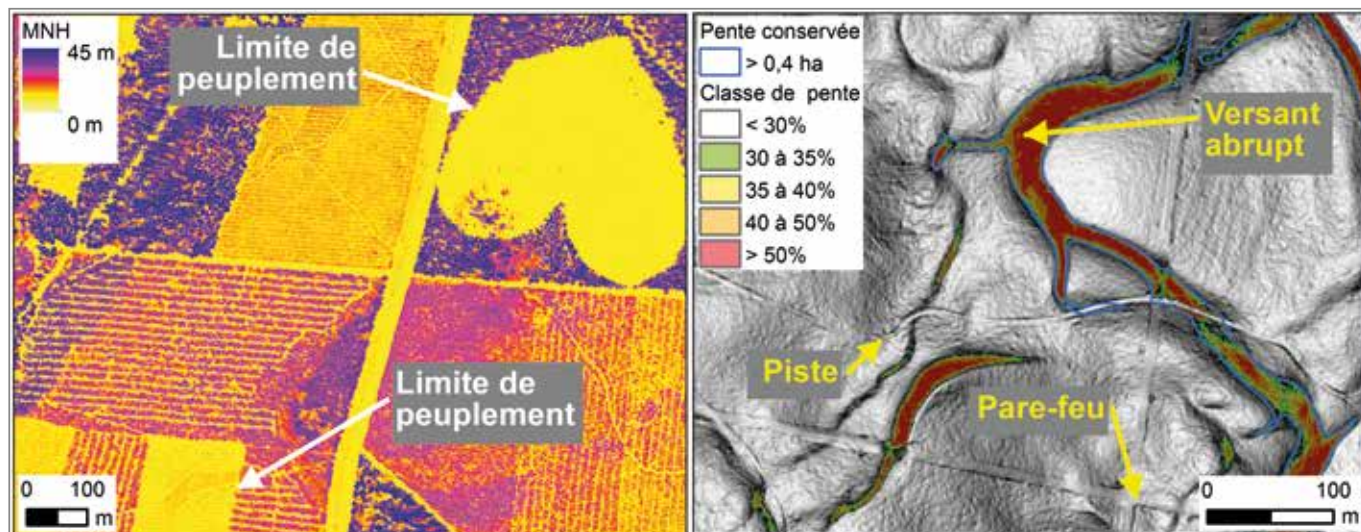 MNH
45 m
0 m
Limite de
peuplement
Limite de
peuplement
0 100
m
Pente conservée
> 0,4 ha
Classe de pente
< 30%
30 à 35%
35 à 40%
40 à 50%
> 50%
Versant
abrupt
Piste
Pare-feu
0 100
m